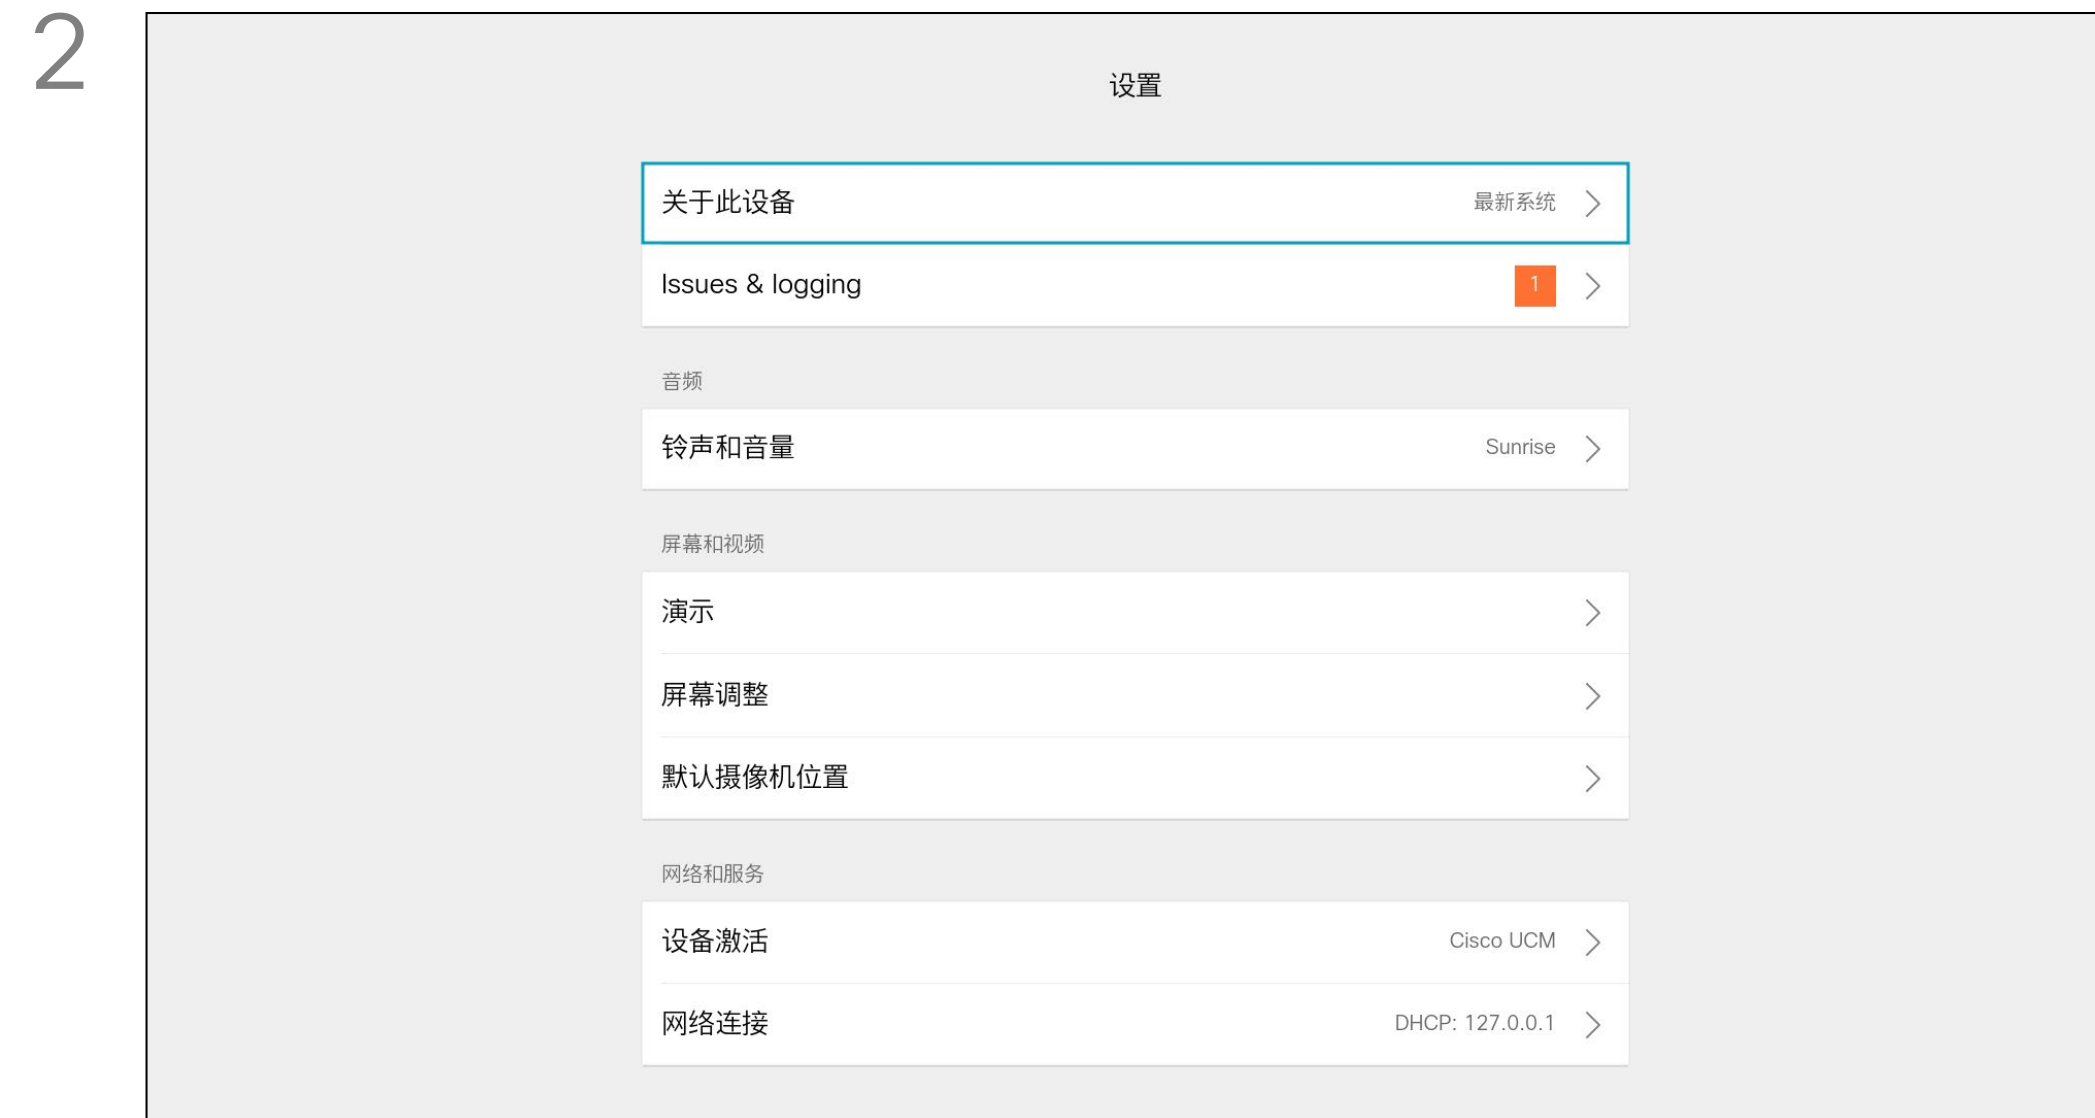 2
设置
关于此设备 最新系统
Issues & logging 1
音频
铃声和音量 Sunrise
屏幕和视频
演示
屏幕调整
默认摄像机位置
网络和服务
设备激活 Cisco UCM
网络连接 DHCP: 127.0.0.1